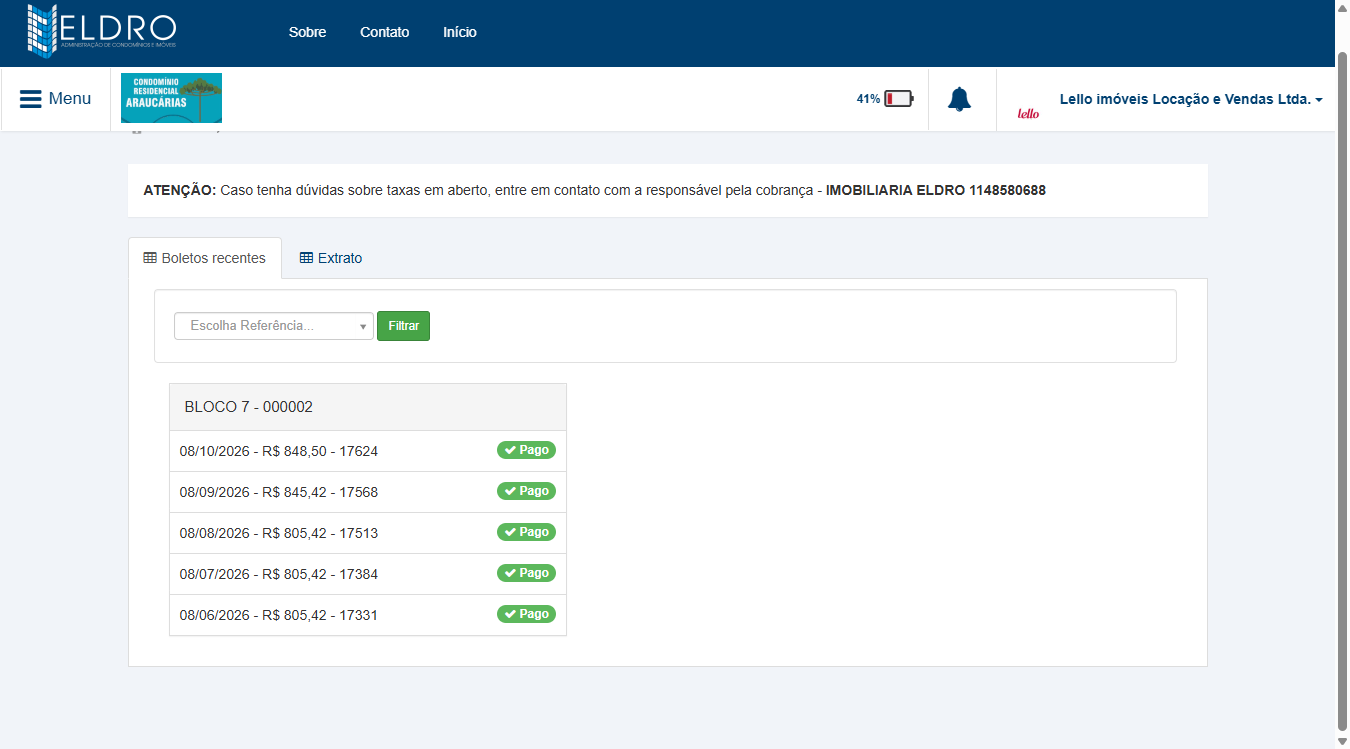 ELDRO
ADMINISTRAÇÃO DE CONDOMÍNIOS E IMÓVEIS
Sobre
Contato
Início
Menu
CONDOMÍNIO
RESIDENCIAL
ARAUCÁRIAS
41%
lello
Lello imóveis Locação e Vendas Ltda.
ATENÇÃO: Caso tenha dúvidas sobre taxas em aberto, entre em contato com a responsável pela cobrança - IMOBILIARIA ELDRO 1148580688
Boletos recentes
Extrato
Escolha Referência...
Filtrar
BLOCO 7 - 000002
08/10/2026 - R$ 848,50 - 17624
Pago
08/09/2026 - R$ 845,42 - 17568
Pago
08/08/2026 - R$ 805,42 - 17513
Pago
08/07/2026 - R$ 805,42 - 17384
Pago
08/06/2026 - R$ 805,42 - 17331
Pago